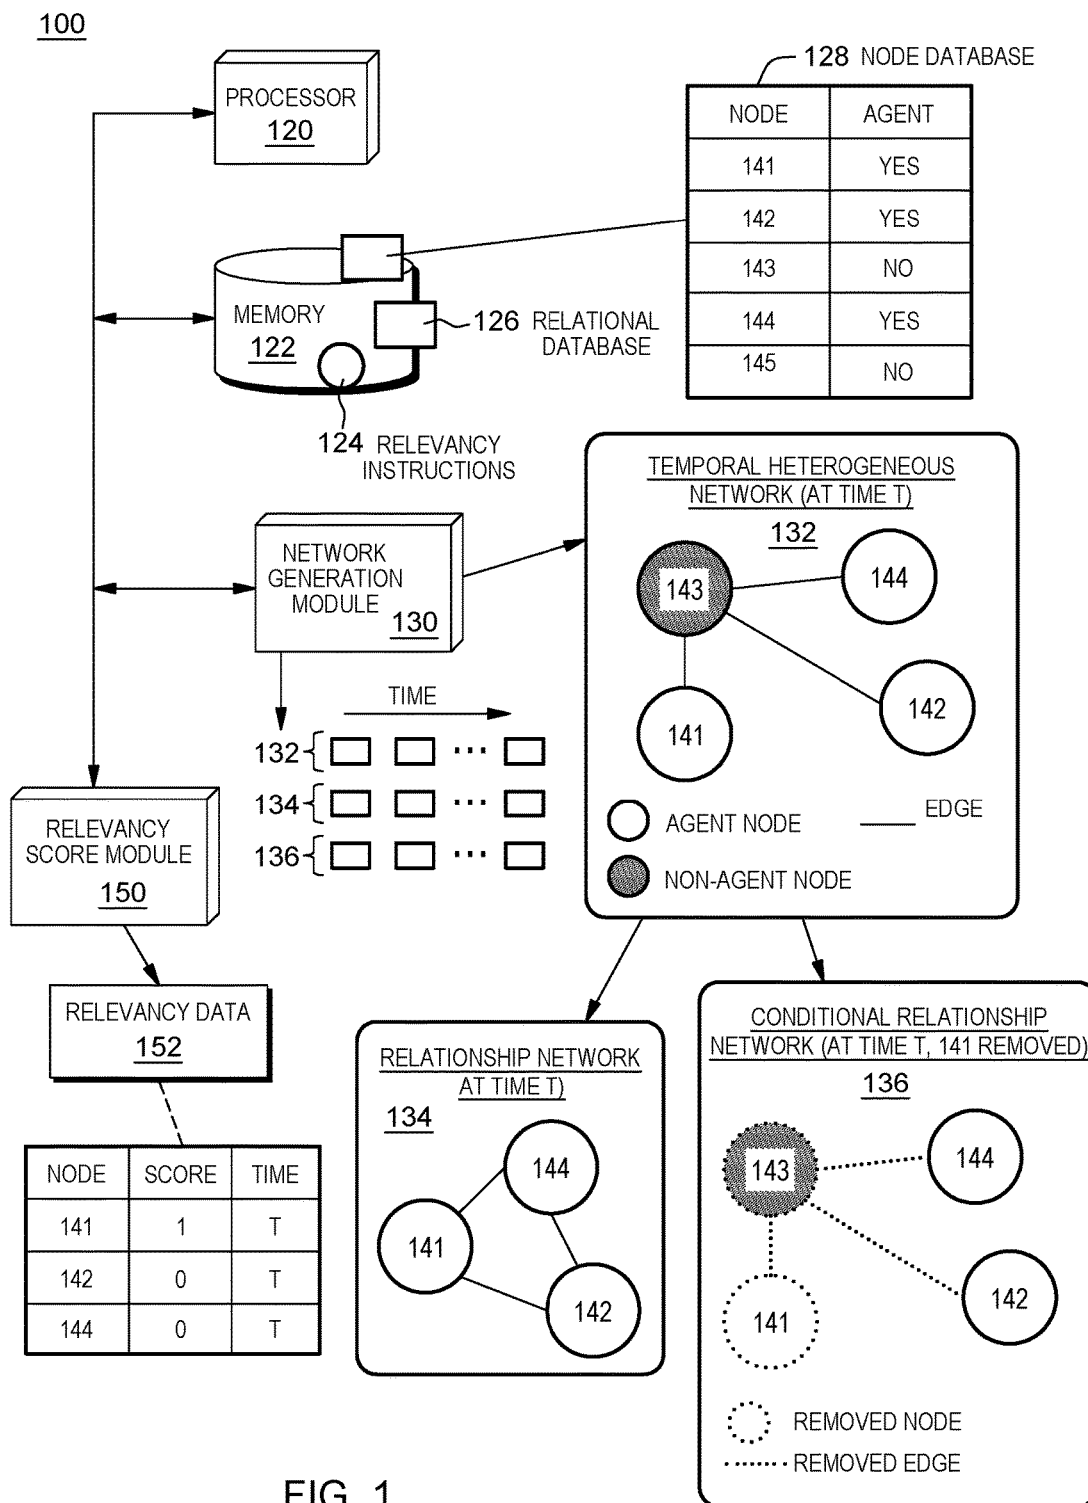 100
PROCESSOR
120
128 NODE DATABASE
NODE AGENT
141 YES
142 YES
143 NO
144 YES
145 NO
MEMORY
122
126 RELATIONAL
DATABASE
124 RELEVANCY
INSTRUCTIONS
NETWORK
GENERATION
MODULE
130
TEMPORAL HETEROGENEOUS
NETWORK (AT TIME T)
132
143
144
142
141
AGENT NODE
EDGE
NON-AGENT NODE
TIME
132
134
136
RELEVANCY
SCORE MODULE
150
RELEVANCY DATA
152
NODE SCORE TIME
141 1 T
142 0 T
144 0 T
RELATIONSHIP NETWORK
AT TIME T)
134
144
141
142
CONDITIONAL RELATIONSHIP
NETWORK (AT TIME T, 141 REMOVED)
136
143
144
142
141
REMOVED NODE
REMOVED EDGE
FIG. 1